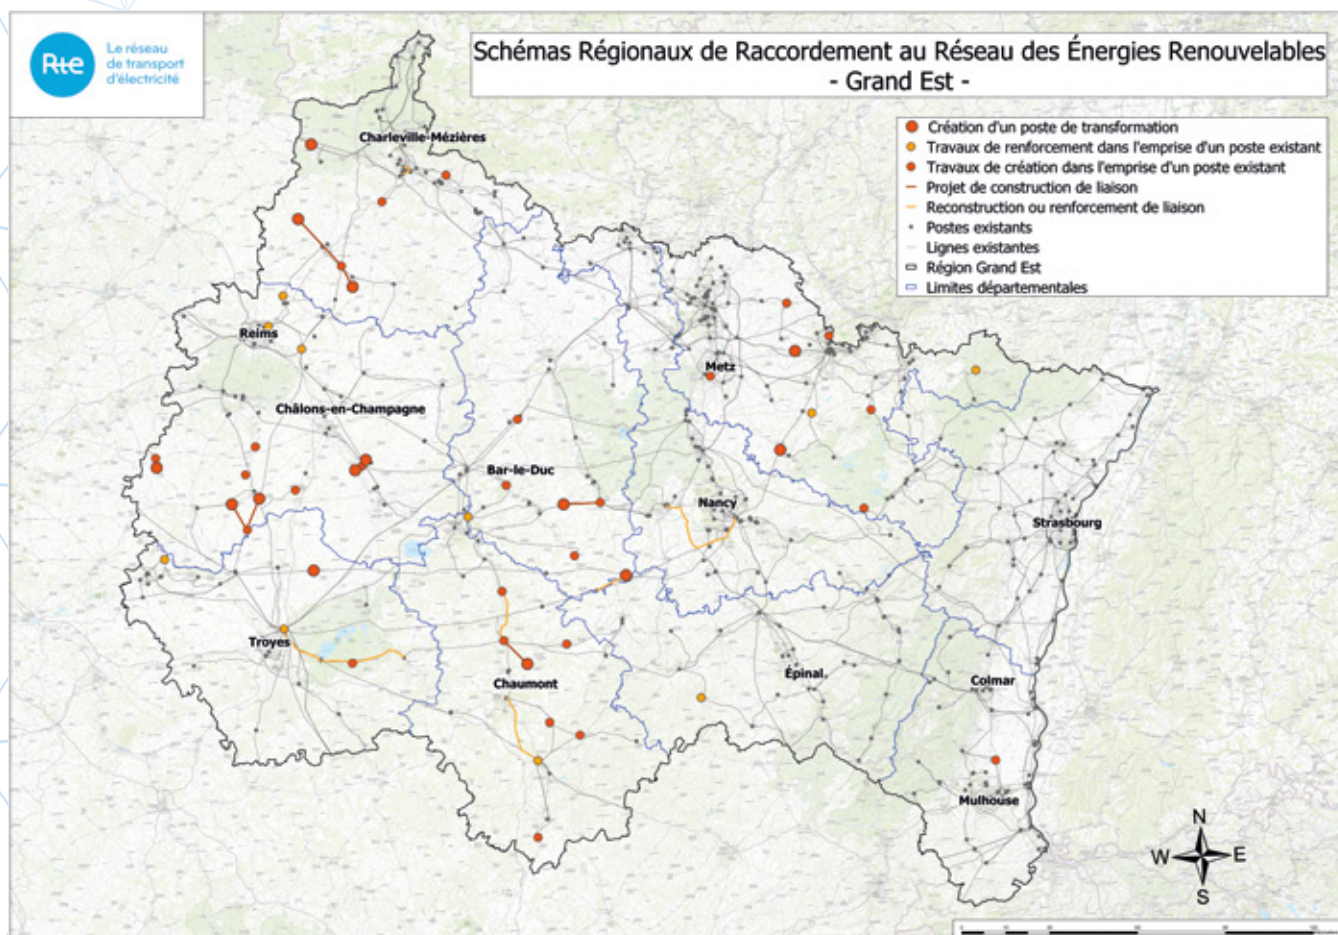 Rte
Le réseau
de transport
d'électricité
Schémas Régionaux de Raccordement au Réseau des Énergies Renouvelables
- Grand Est -
Création d'un poste de transformation
Travaux de renforcement dans l'emprise d'un poste existant
Travaux de création dans l'emprise d'un poste existant
Projet de construction de liaison
Reconstruction ou renforcement de liaison
Postes existants
Lignes existantes
Région Grand Est
Limites départementales
Charleville-Mézières
Reims
Metz
Châlons-en-Champagne
Bar-le-Duc
Nancy
Strasbourg
Troyes
Chaumont
Épinal
Colmar
Mulhouse
N
W E
S